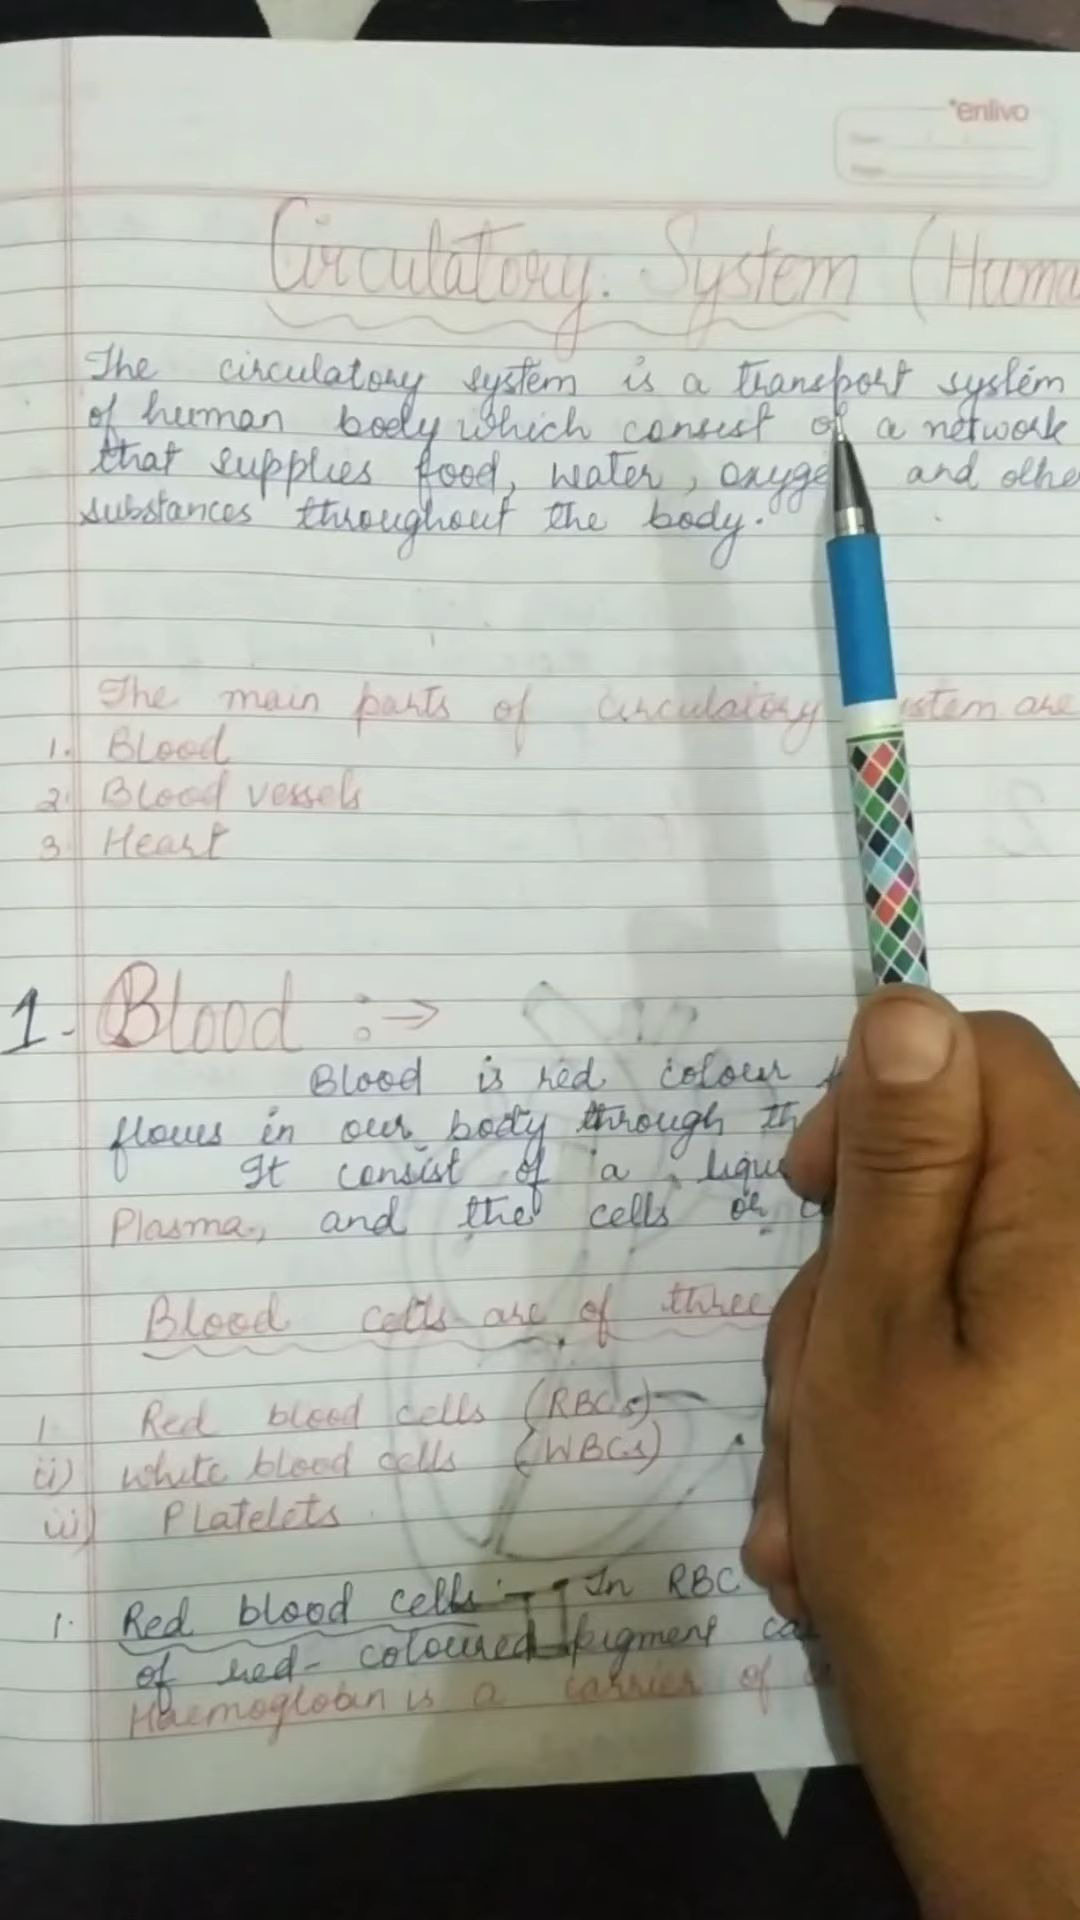 enlivo
Circulatory System (Huma
The circulatory system is a transport system
of human body which consist of a network
that supplies food, water, oxyge and othe
substances throughout the body.
The main parts of circulatory stem are
1. Blood
2. Blood vessels
3. Heart
1. Blood :→
Blood is red colour
flows in our body through th
It consist of a liqu
Plasma, and the cells or c
Blood cells are of three
1. Red blood cells (RBCs)
ii) White blood cells (WBCs)
iii) Platelets
1. Red blood cells :- In RBC
of red-coloured pigment ca
Haemoglobin is a carrier of